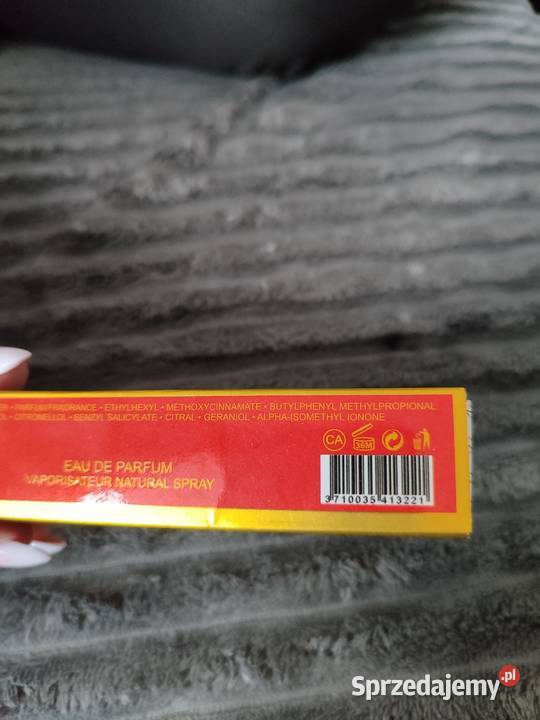 • PARFUM/FRAGRANCE • ETHYLHEXYL • METHOXYCINNAMATE • BUTYLPHENYL METHYLPROPIONAL
• CITRONELLOL • BENZYL SALICYLATE • CITRAL • GERANIOL • ALPHA-ISOMETHYL IONONE
CA 36M
EAU DE PARFUM
VAPORISATEUR NATURAL SPRAY
3710035 413221
Sprzedajemy.pl